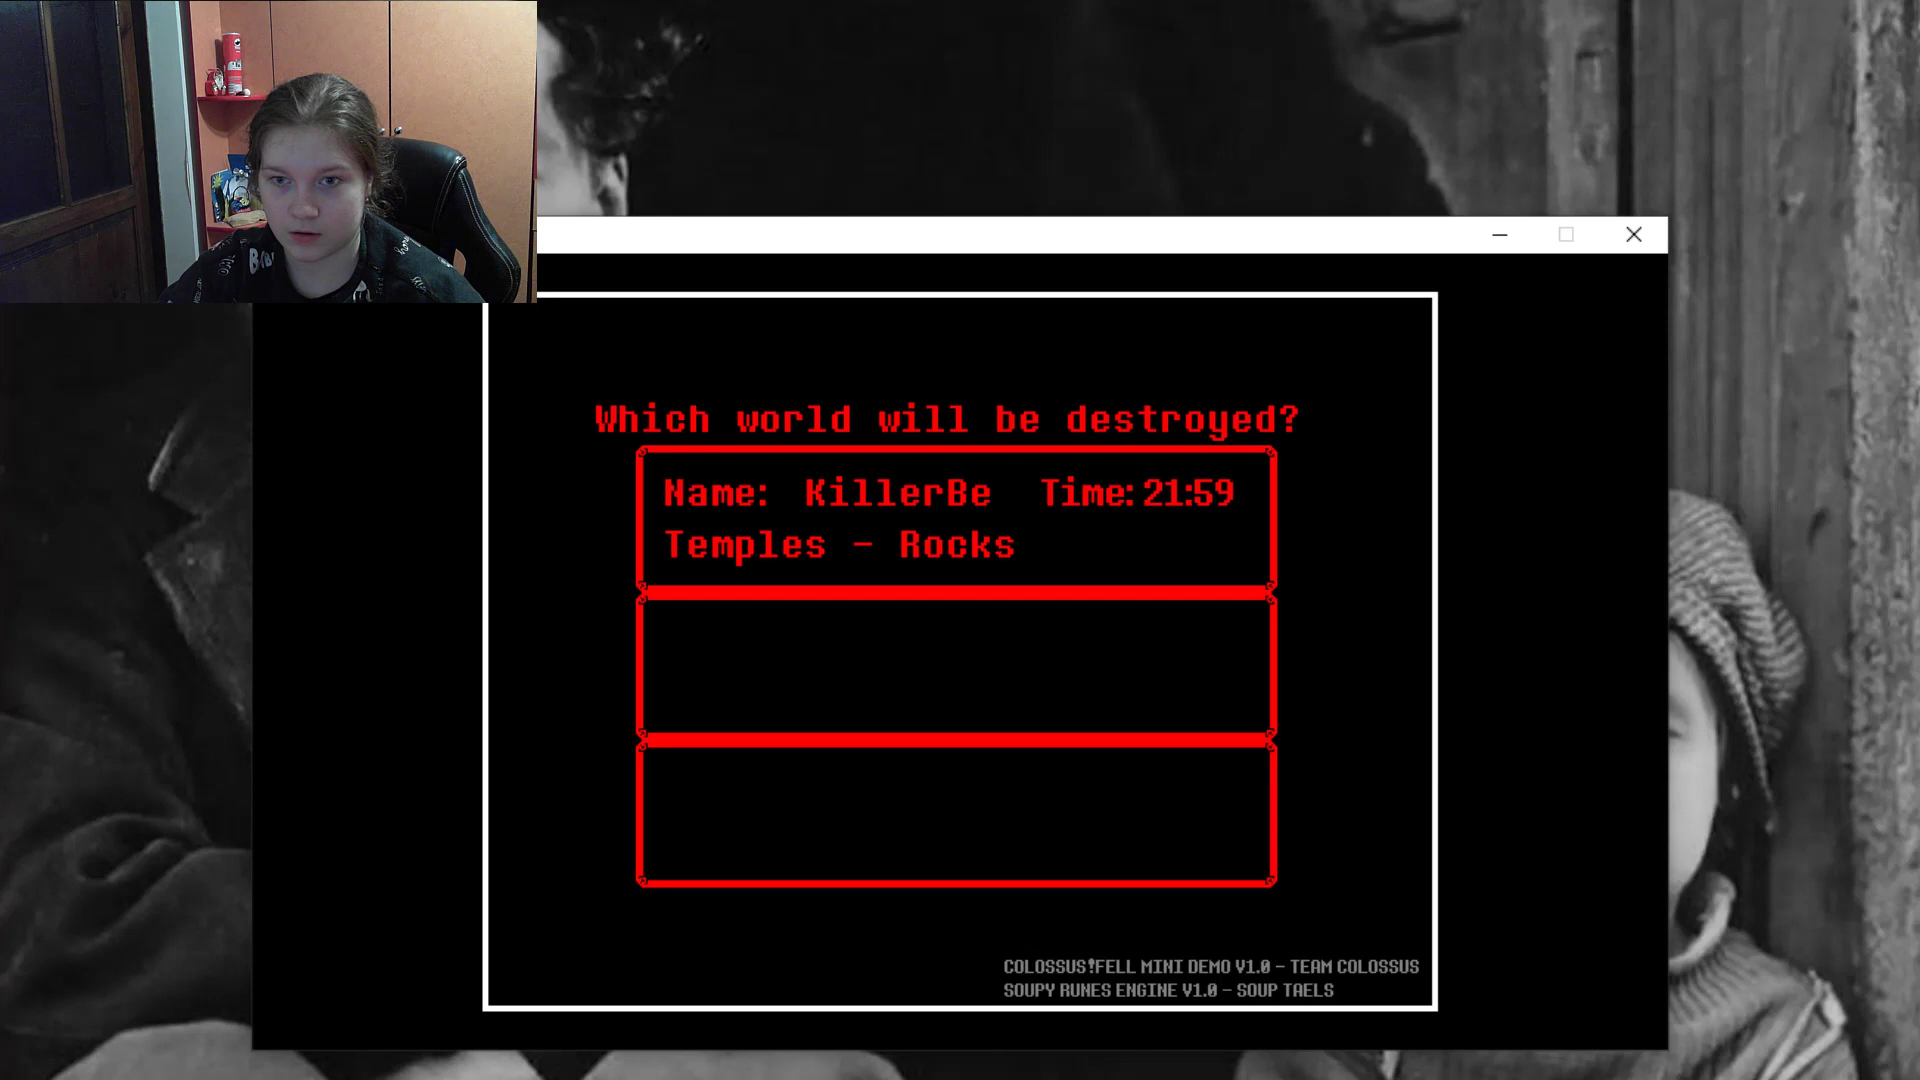 Which world will be destroyed?
Name: KillerBe Time: 21:59
Temples - Rocks
COLOSSUS!FELL MINI DEMO V1.0 - TEAM COLOSSUS
SOUPY RUNES ENGINE V1.0 - SOUP TAELS